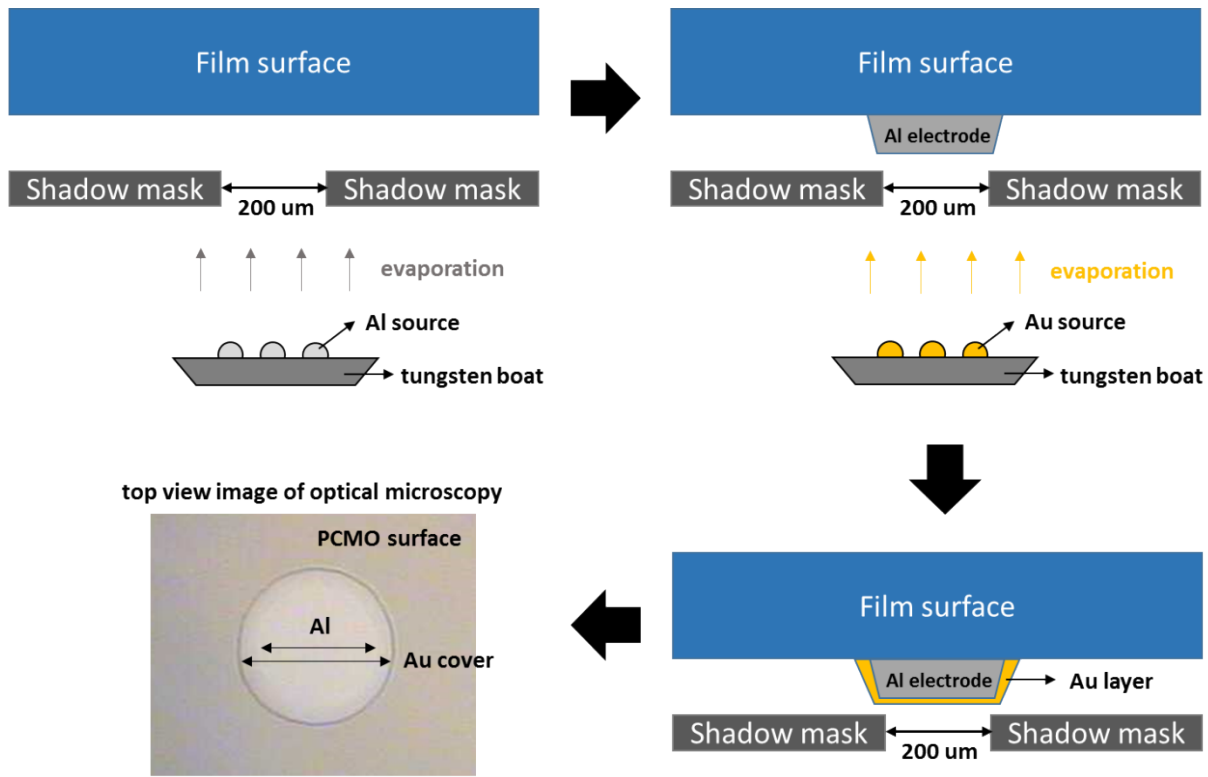 Film surface
Shadow mask
Shadow mask
200 um
evaporation
Al source
tungsten boat
Film surface
Al electrode
Shadow mask
Shadow mask
200 um
evaporation
Au source
tungsten boat
top view image of optical microscopy
PCMO surface
Al
Au cover
Film surface
Al electrode
Au layer
Shadow mask
Shadow mask
200 um